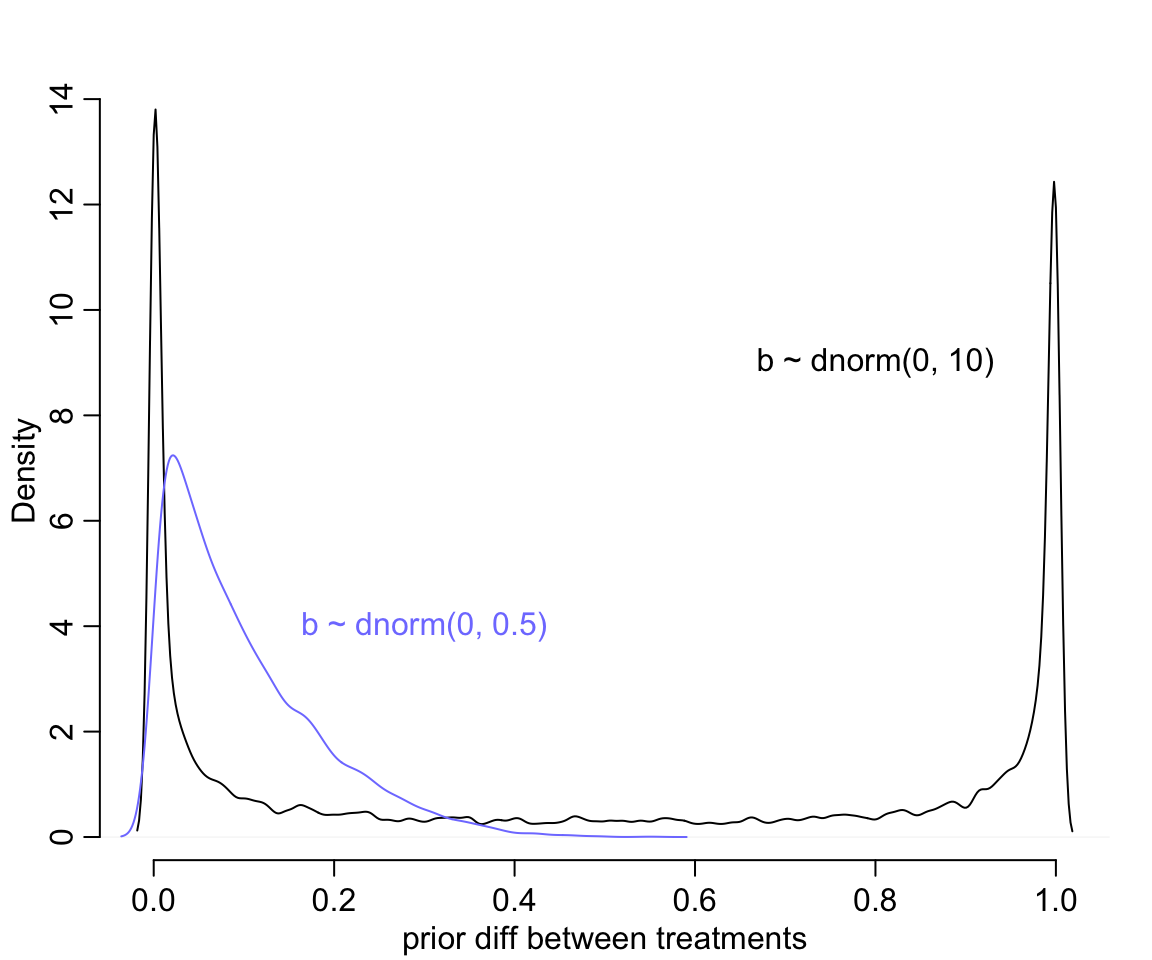 14
12
10
8
6
4
2
0
Density
b ~ dnorm(0, 10)
b ~ dnorm(0, 0.5)
0.0 0.2 0.4 0.6 0.8 1.0
prior diff between treatments